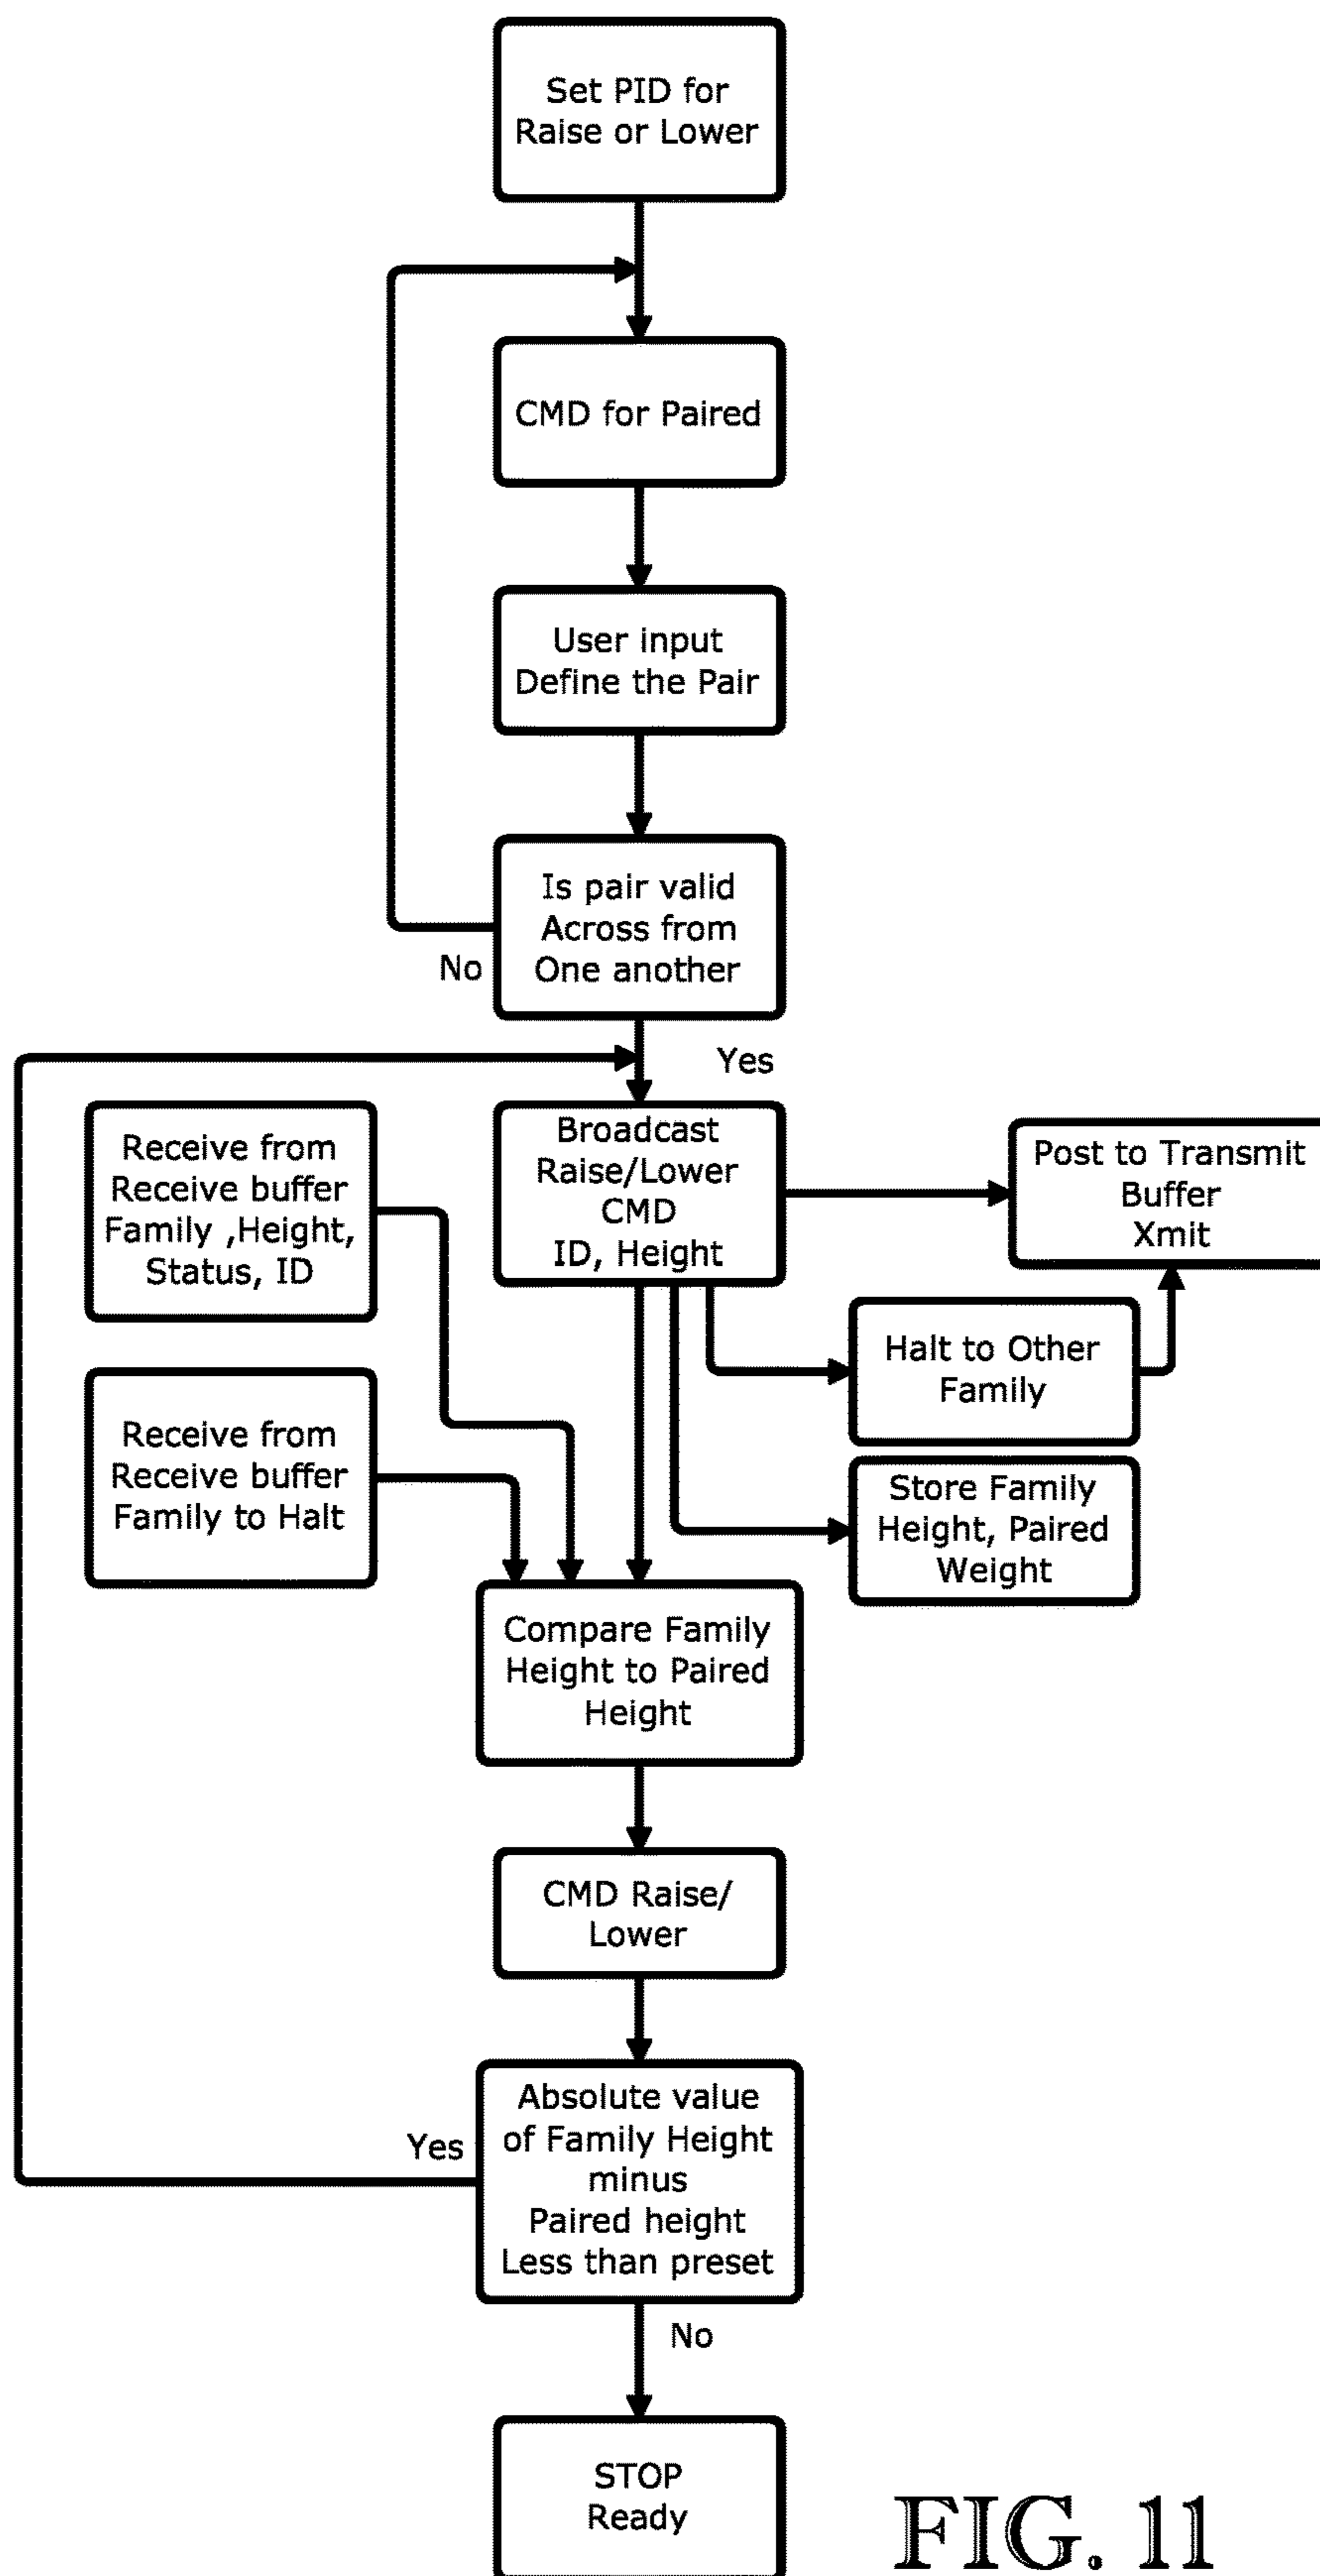 Set PID for
Raise or Lower
CMD for Paired
User input
Define the Pair
Is pair valid
Across from
One another
No
Yes
Receive from
Receive buffer
Family ,Height,
Status, ID
Broadcast
Raise/Lower
CMD
ID, Height
Post to Transmit
Buffer
Xmit
Halt to Other
Family
Receive from
Receive buffer
Family to Halt
Store Family
Height, Paired
Weight
Compare Family
Height to Paired
Height
CMD Raise/
Lower
Absolute value
of Family Height
minus
Paired height
Less than preset
Yes
No
STOP
Ready
FIG. 11